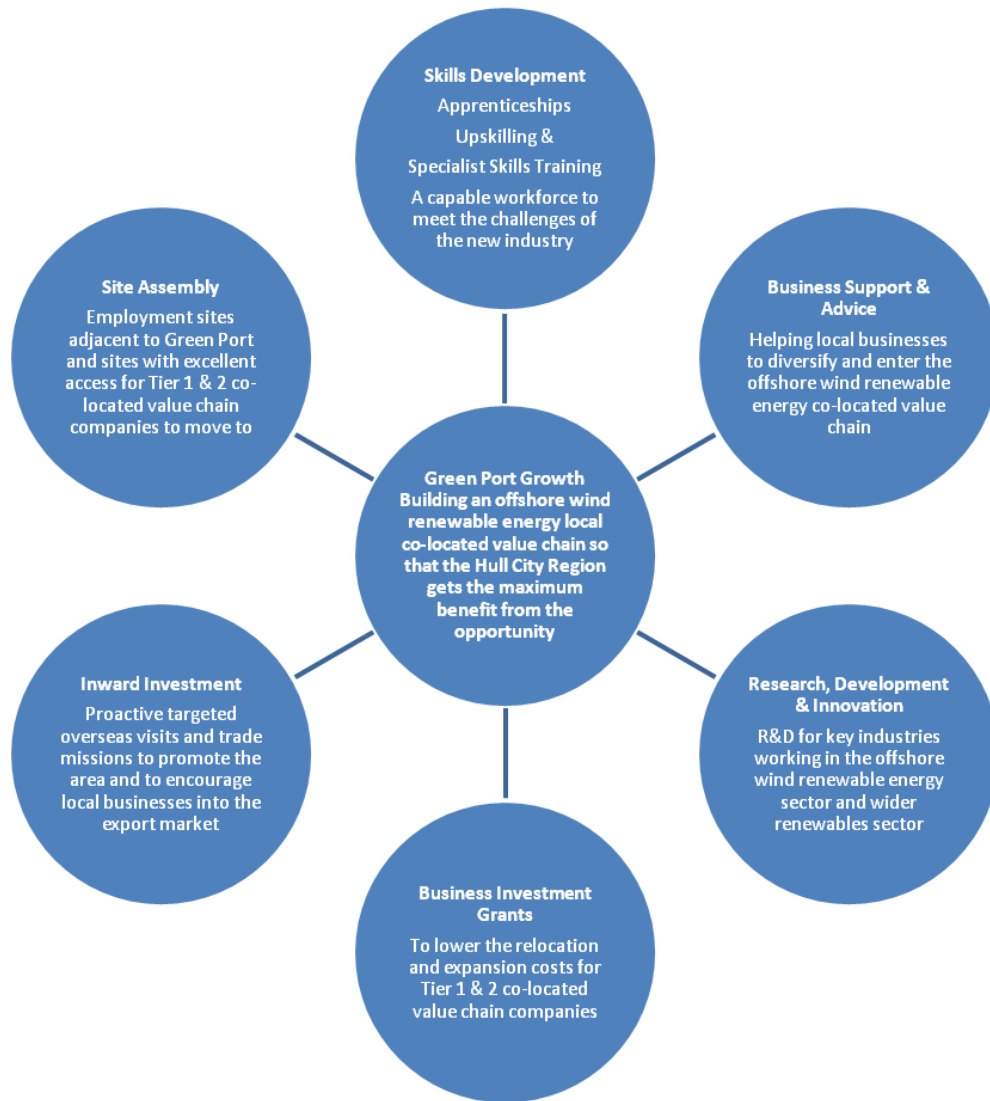 Skills Development
Apprenticeships
Upskilling &
Specialist Skills Training
A capable workforce to
meet the challenges of
the new industry
Site Assembly
Employment sites
adjacent to Green Port
and sites with excellent
access for Tier 1 & 2 co-
located value chain
companies to move to
Business Support &
Advice
Helping local businesses
to diversify and enter the
offshore wind renewable
energy co-located value
chain
Green Port Growth
Building an offshore wind
renewable energy local
co-located value chain so
that the Hull City Region
gets the maximum
benefit from the
opportunity
Inward Investment
Proactive targeted
overseas visits and trade
missions to promote the
area and to encourage
local businesses into the
export market
Research, Development
& Innovation
R&D for key industries
working in the offshore
wind renewable energy
sector and wider
renewables sector
Business Investment
Grants
To lower the relocation
and expansion costs for
Tier 1 & 2 co-located
value chain companies